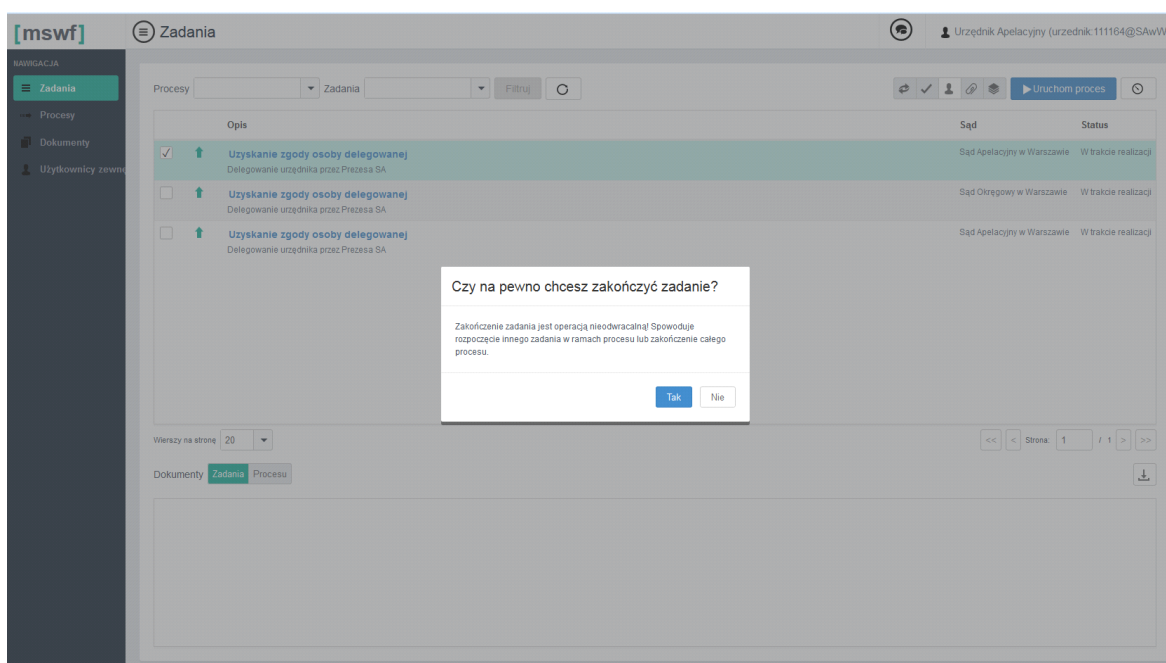 [mswf]
Zadania
Urzędnik Apelacyjny (urzednik.111164@SAwW
NAWIGACJA
Zadania
Procesy
Dokumenty
Użytkownicy zewnę
Procesy
Zadania
Filtruj
Uruchom proces
Opis Sąd Status
Uzyskanie zgody osoby delegowanej Sąd Apelacyjny w Warszawie W trakcie realizacji
Delegowanie urzędnika przez Prezesa SA
Uzyskanie zgody osoby delegowanej Sąd Okręgowy w Warszawie W trakcie realizacji
Delegowanie urzędnika przez Prezesa SA
Uzyskanie zgody osoby delegowanej Sąd Apelacyjny w Warszawie W trakcie realizacji
Delegowanie urzędnika przez Prezesa SA
Czy na pewno chcesz zakończyć zadanie?
Zakończenie zadania jest operacją nieodwracalną! Spowoduje
rozpoczęcie innego zadania w ramach procesu lub zakończenie całego
procesu.
Tak Nie
Wierszy na stronę 20 << < Strona: 1 / 1 > >>
Dokumenty Zadania Procesu